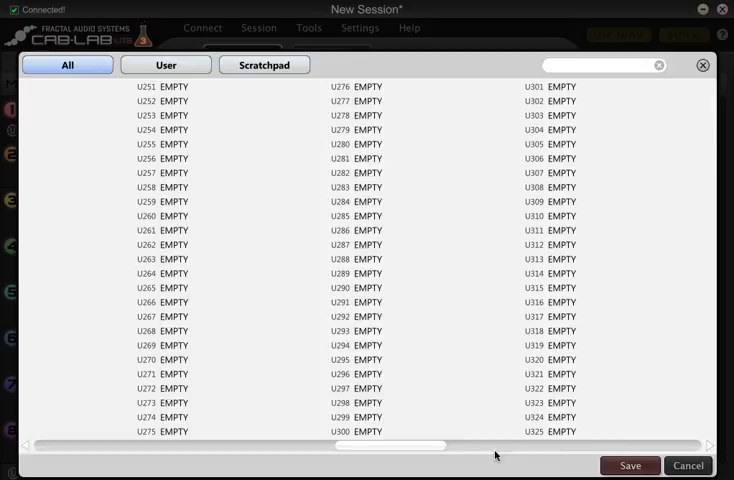 Connected!
New Session*
FRACTAL AUDIO SYSTEMS
CAB-LAB LITE 3
Connect Session Tools Settings Help
All User Scratchpad
U251 EMPTY U276 EMPTY U301 EMPTY
U252 EMPTY U277 EMPTY U302 EMPTY
U253 EMPTY U278 EMPTY U303 EMPTY
U254 EMPTY U279 EMPTY U304 EMPTY
U255 EMPTY U280 EMPTY U305 EMPTY
U256 EMPTY U281 EMPTY U306 EMPTY
U257 EMPTY U282 EMPTY U307 EMPTY
U258 EMPTY U283 EMPTY U308 EMPTY
U259 EMPTY U284 EMPTY U309 EMPTY
U260 EMPTY U285 EMPTY U310 EMPTY
U261 EMPTY U286 EMPTY U311 EMPTY
U262 EMPTY U287 EMPTY U312 EMPTY
U263 EMPTY U288 EMPTY U313 EMPTY
U264 EMPTY U289 EMPTY U314 EMPTY
U265 EMPTY U290 EMPTY U315 EMPTY
U266 EMPTY U291 EMPTY U316 EMPTY
U267 EMPTY U292 EMPTY U317 EMPTY
U268 EMPTY U293 EMPTY U318 EMPTY
U269 EMPTY U294 EMPTY U319 EMPTY
U270 EMPTY U295 EMPTY U320 EMPTY
U271 EMPTY U296 EMPTY U321 EMPTY
U272 EMPTY U297 EMPTY U322 EMPTY
U273 EMPTY U298 EMPTY U323 EMPTY
U274 EMPTY U299 EMPTY U324 EMPTY
U275 EMPTY U300 EMPTY U325 EMPTY
Save Cancel